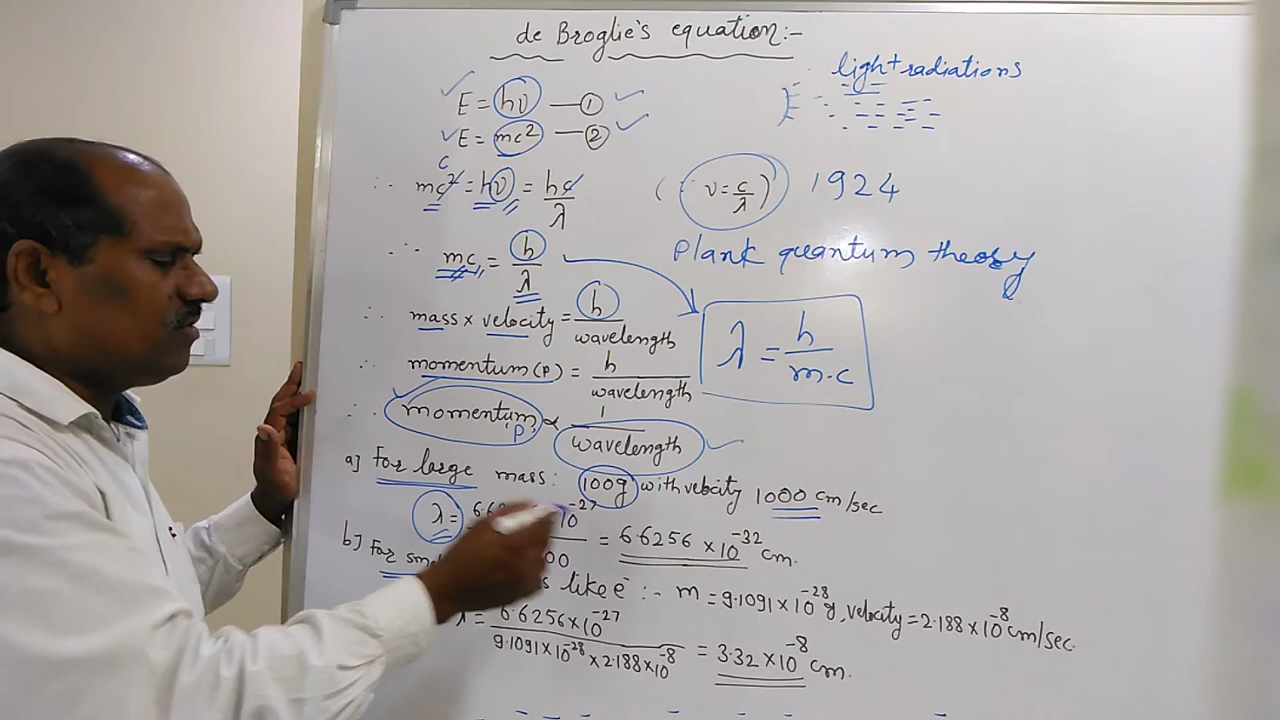 de Broglie's equation:-
light radiations
E = hν —①
E = mc² —②
∴ mc² = hν = hc/λ
c
( ∵ ν = c/λ ) 1924
∴ mc = h/λ
Plank quantum theory
∴ mass x velocity = h/wavelength
λ = h/m.c
∴ momentum (P) = h/wavelength
∴ momentum ∝ 1/wavelength
'P'
a] For large mass: 100g with velocity 1000 cm/sec
λ = 10⁻²⁷ = 6.6256 x 10⁻³² cm.
b] For like e⁻ :- m = 9.1091 x 10⁻²⁸ g, velocity = 2.188 x 10⁻⁸ cm/sec.
λ = 6.6256 x 10⁻²⁷ / 9.1091 x 10⁻²⁸ x 2.188 x 10⁻⁸ = 3.32 x 10⁻⁸ cm.